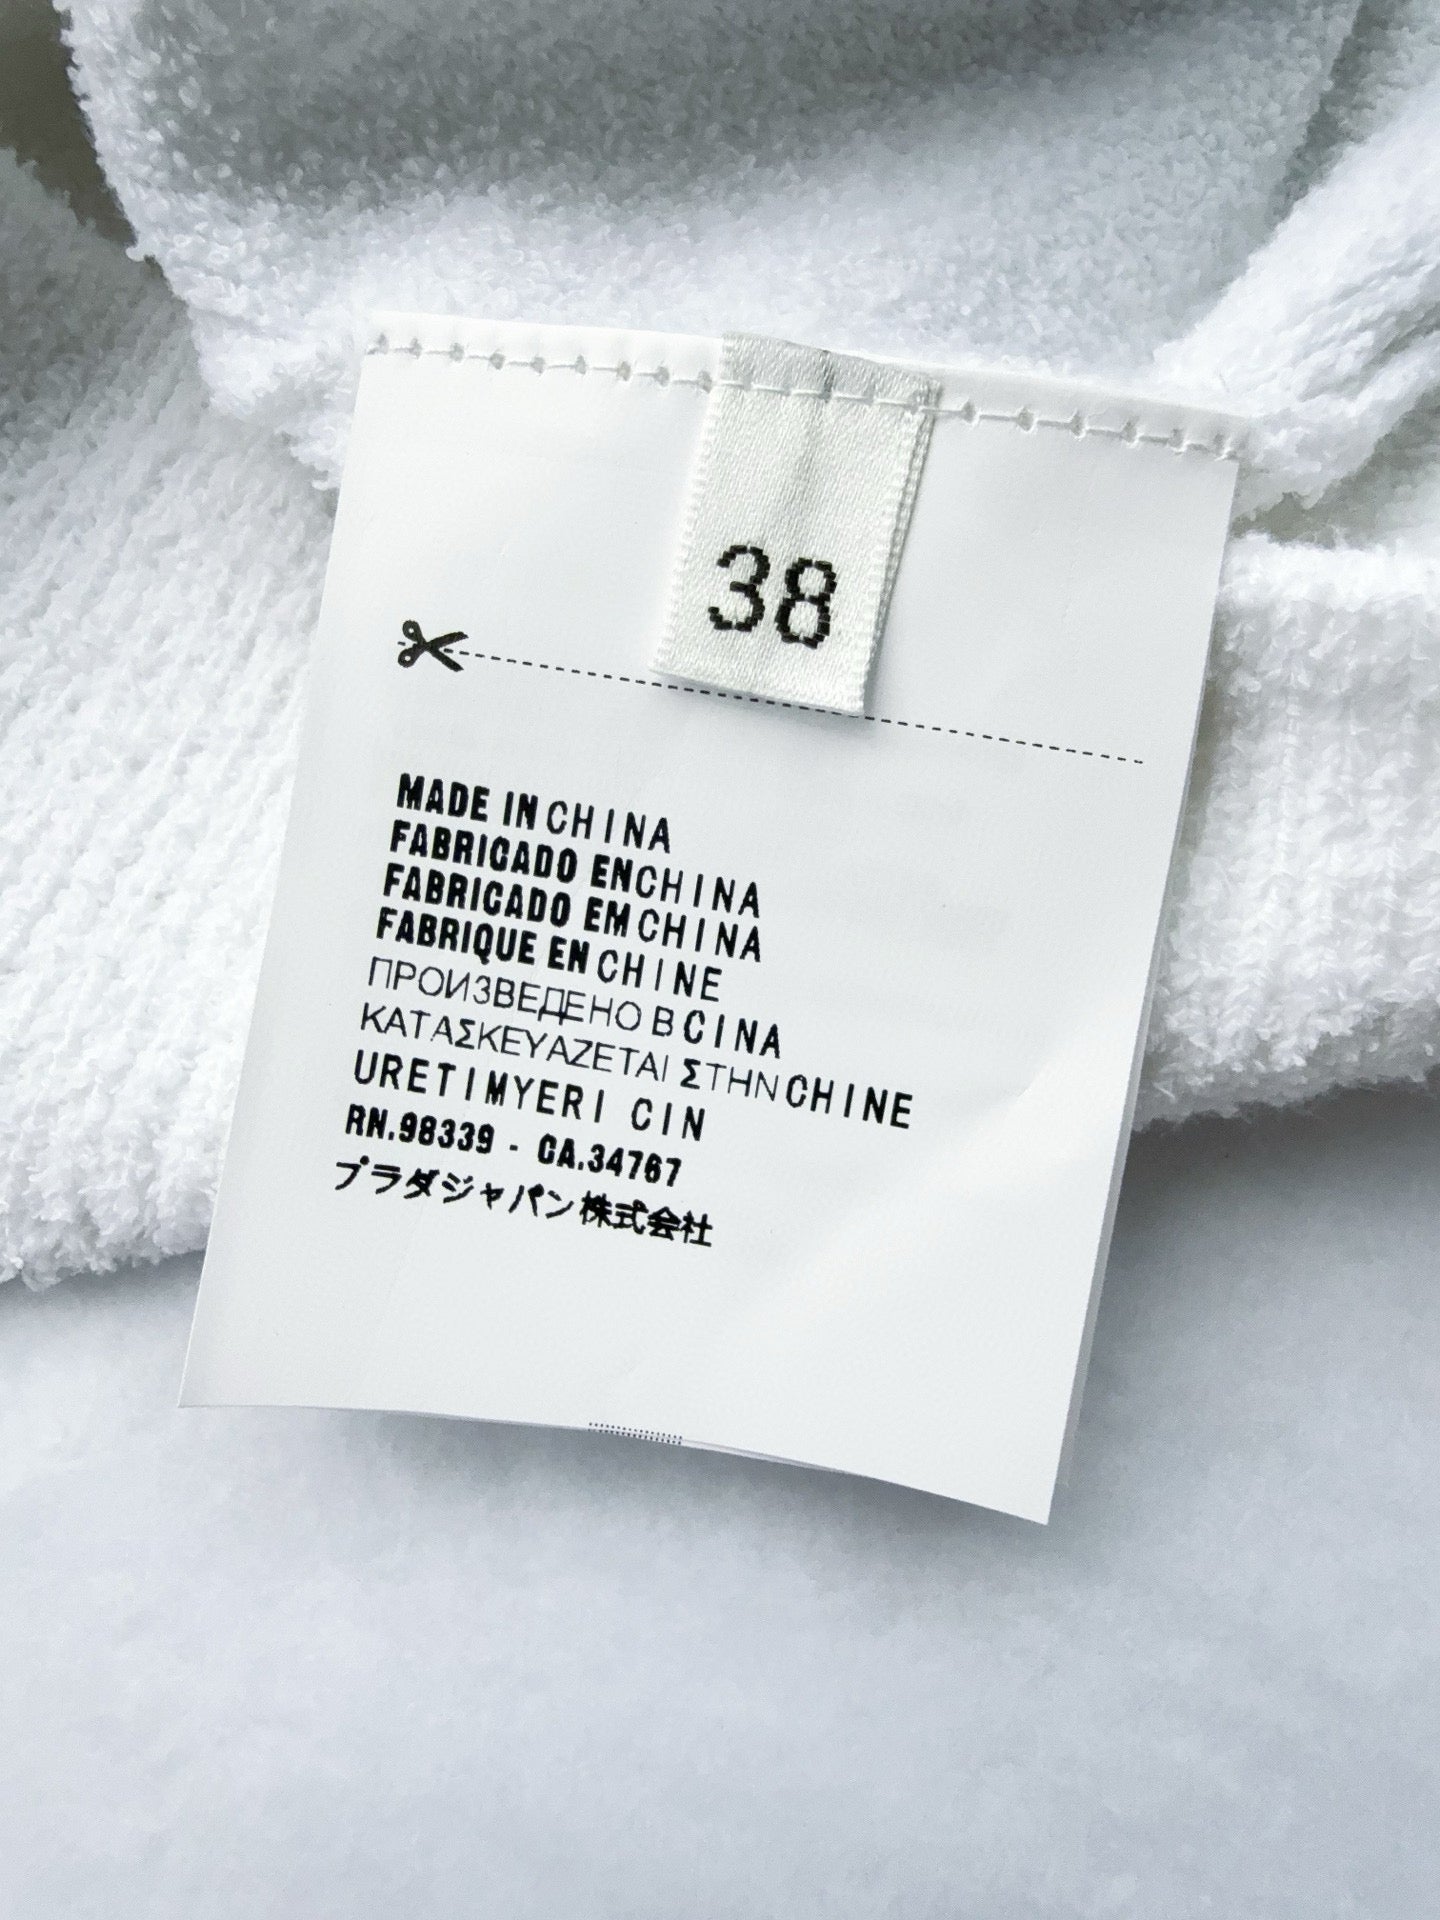 38
MADE IN CHINA
FABRICADO EN CHINA
FABRICADO EM CHINA
FABRIQUE EN CHINE
ПРОИЗВЕДЕНО В CINA
ΚΑΤΑΣΚΕΥΑΖΕΤΑΙ ΣΤΗΝ CHINE
URETIMYERI CIN
RN.98339 - CA.34767
プラダジャパン株式会社